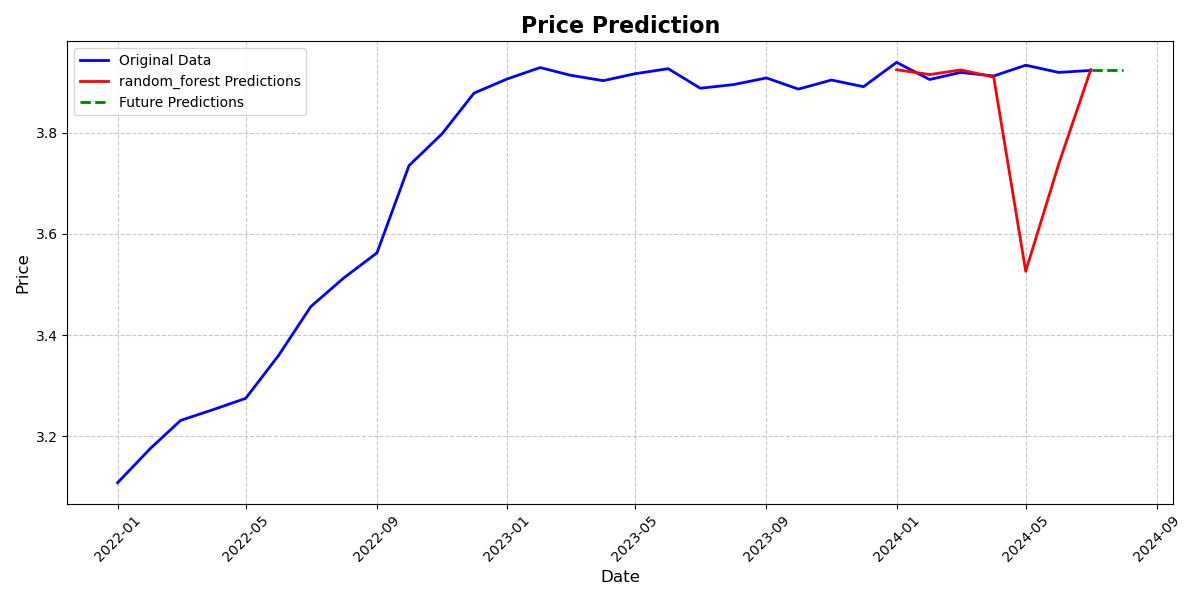 Price Prediction
Original Data
random_forest Predictions
Future Predictions
Price
3.8
3.6
3.4
3.2
2022-01
2022-05
2022-09
2023-01
2023-05
2023-09
2024-01
2024-05
2024-09
Date